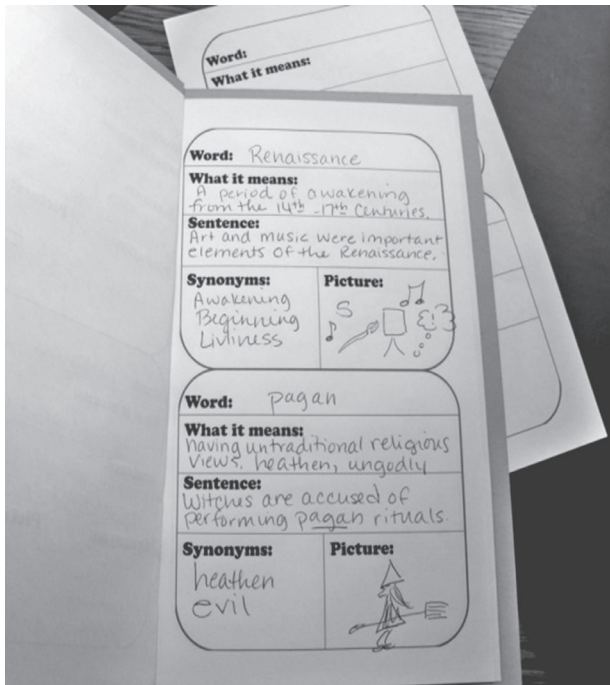 Word:
What it means:
Word: Renaissance
What it means:
A period of awakening
from the 14th -17th Centuries.
Sentence:
Art and music were important
elements of the Renaissance.
Synonyms:
Awakening
Beginning
Livliness
Picture:
S
Word: pagan
What it means:
having untraditional religious
views. heathen, ungodly
Sentence:
Witches are accused of
performing pagan rituals.
Synonyms:
heathen
evil
Picture: